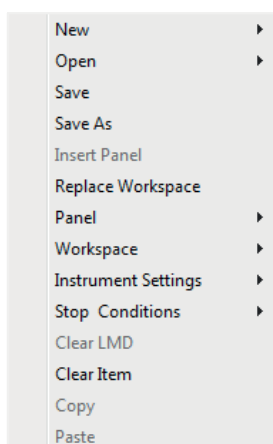 New
Open
Save
Save As
Insert Panel
Replace Workspace
Panel
Workspace
Instrument Settings
Stop  Conditions
Clear LMD
Clear Item
Copy
Paste